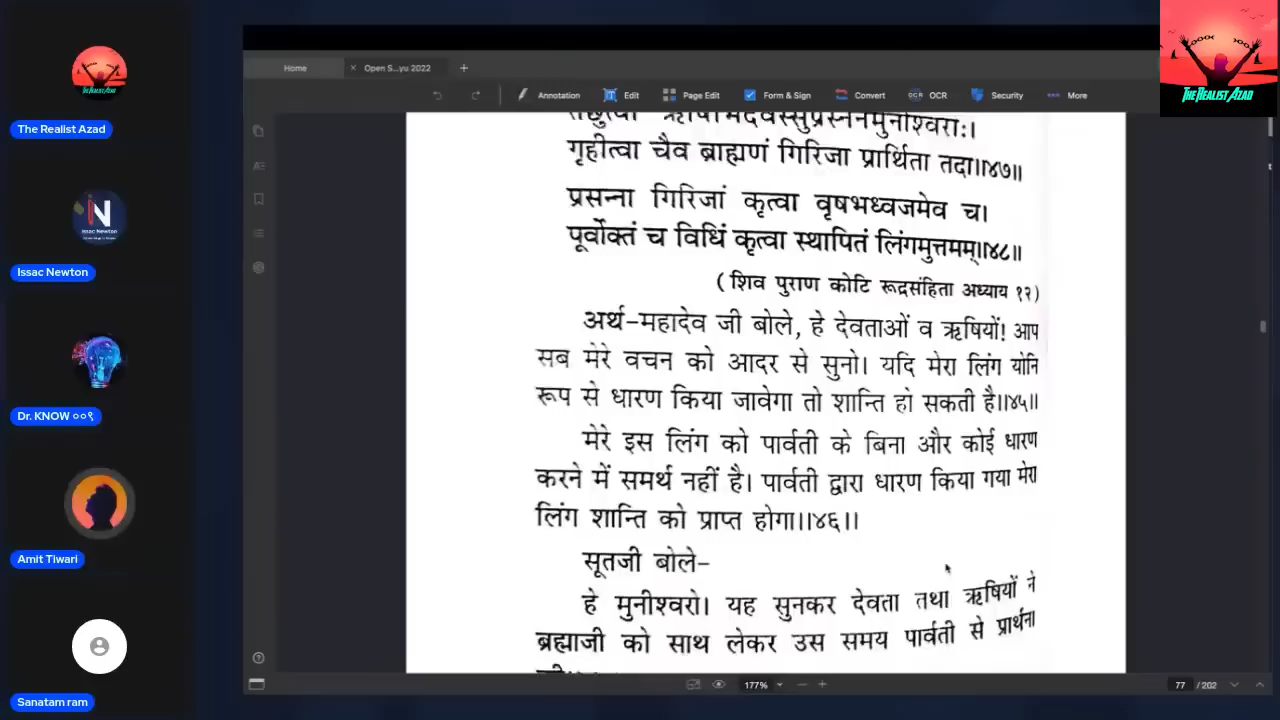 The Realist Azad
Issac Newton
Issac Newton
Dr. KNOW ००९
Amit Tiwari
Sanatam ram
THE REALIST AZAD
Home
Open S...yu 2022
Annotation
Edit
Page Edit
Form & Sign
Convert
OCR
Security
More
गृहीत्वा चैव ब्राह्मणं गिरिजा प्रार्थिता तदा॥४७॥
प्रसन्ना गिरिजां कृत्वा वृषभध्वजमेव च।
पूर्वोक्तं च विधिं कृत्वा स्थापितं लिंगमुत्तमम्॥४८॥
(शिव पुराण कोटि रूद्रसंहिता अध्याय १२)
अर्थ-महादेव जी बोले, हे देवताओं व ऋषियों! आप
सब मेरे वचन को आदर से सुनो। यदि मेरा लिंग योनि
रूप से धारण किया जावेगा तो शान्ति हो सकती है॥४५॥
मेरे इस लिंग को पार्वती के बिना और कोई धारण
करने में समर्थ नहीं है। पार्वती द्वारा धारण किया गया मेरा
लिंग शान्ति को प्राप्त होगा॥४६॥
सूतजी बोले-
हे मुनीश्वरो। यह सुनकर देवता तथा ऋषियों ने
ब्रह्माजी को साथ लेकर उस समय पार्वती से प्रार्थना
177%
77 / 202